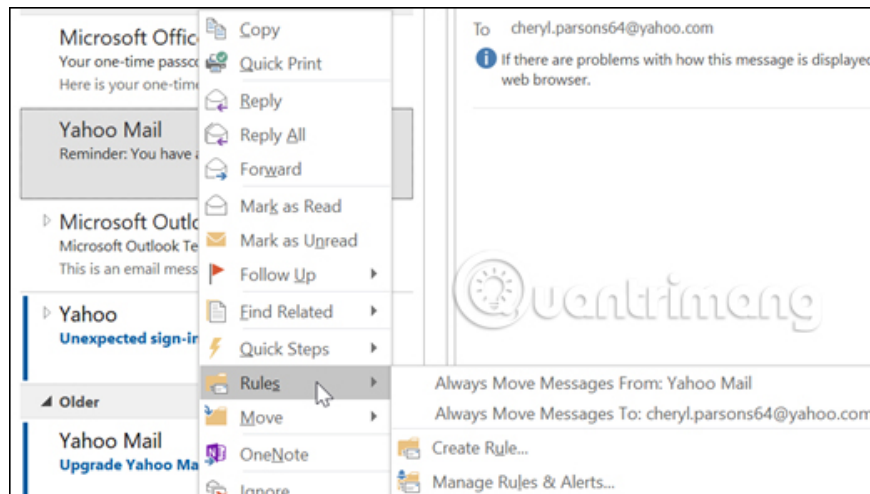 Microsoft Offic
Your one-time passc
Here is your one-time
Yahoo Mail
Reminder: You have a
Microsoft Outlo
Microsoft Outlook Te
This is an email mess
Yahoo
Unexpected sign-in
Older
Yahoo Mail
Upgrade Yahoo Ma
Copy
Quick Print
Reply
Reply All
Forward
Mark as Read
Mark as Unread
Follow Up
Find Related
Quick Steps
Rules
Move
OneNote
Ignore
To cheryl.parsons64@yahoo.com
If there are problems with how this message is displayed
web browser.
Quantrimang
Always Move Messages From: Yahoo Mail
Always Move Messages To: cheryl.parsons64@yahoo.com
Create Rule...
Manage Rules & Alerts...